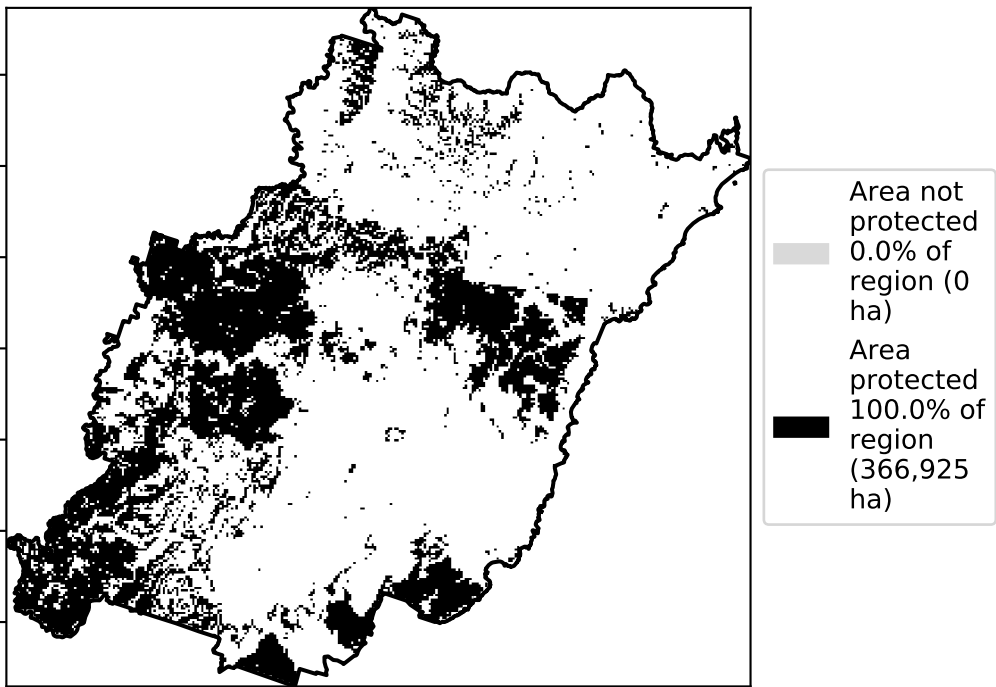 Area not
protected
0.0% of
region (0
ha)
Area
protected
100.0% of
region
(366,925
ha)